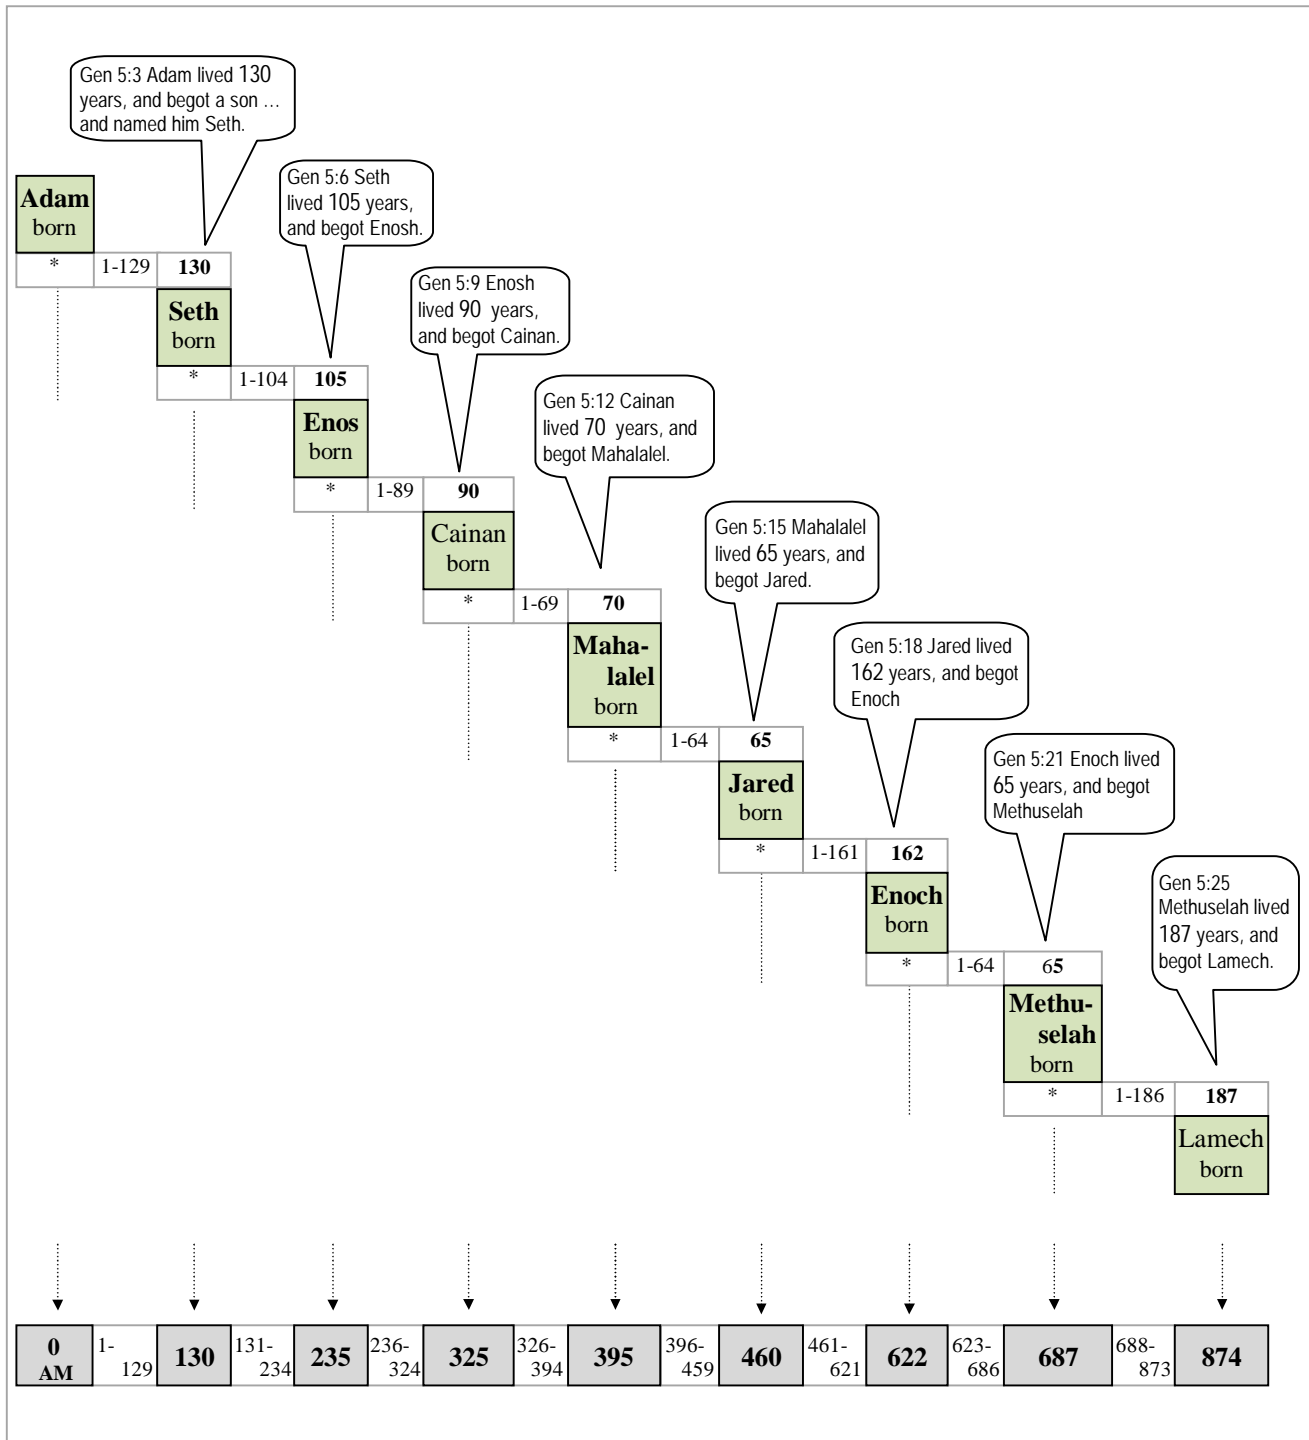 Gen 5:3 Adam lived 130
years, and begot a son …
and named him Seth.
Adam
born
* 1-129 130
Gen 5:6 Seth
lived 105 years,
and begot Enosh.
Seth
born
* 1-104 105
Gen 5:9 Enosh
lived 90 years,
and begot Cainan.
Enos
born
* 1-89 90
Gen 5:12 Cainan
lived 70 years, and
begot Mahalalel.
Cainan
born
* 1-69 70
Gen 5:15 Mahalalel
lived 65 years, and
begot Jared.
Maha-
lalel
born
* 1-64 65
Gen 5:18 Jared lived
162 years, and begot
Enoch
Jared
born
* 1-161 162
Gen 5:21 Enoch lived
65 years, and begot
Methuselah
Enoch
born
* 1-64 65
Gen 5:25
Methuselah lived
187 years, and
begot Lamech.
Methu-
selah
born
* 1-186 187
Lamech
born
0
AM
1-
129
130
131-
234
235
236-
324
325
326-
394
395
396-
459
460
461-
621
622
623-
686
687
688-
873
874